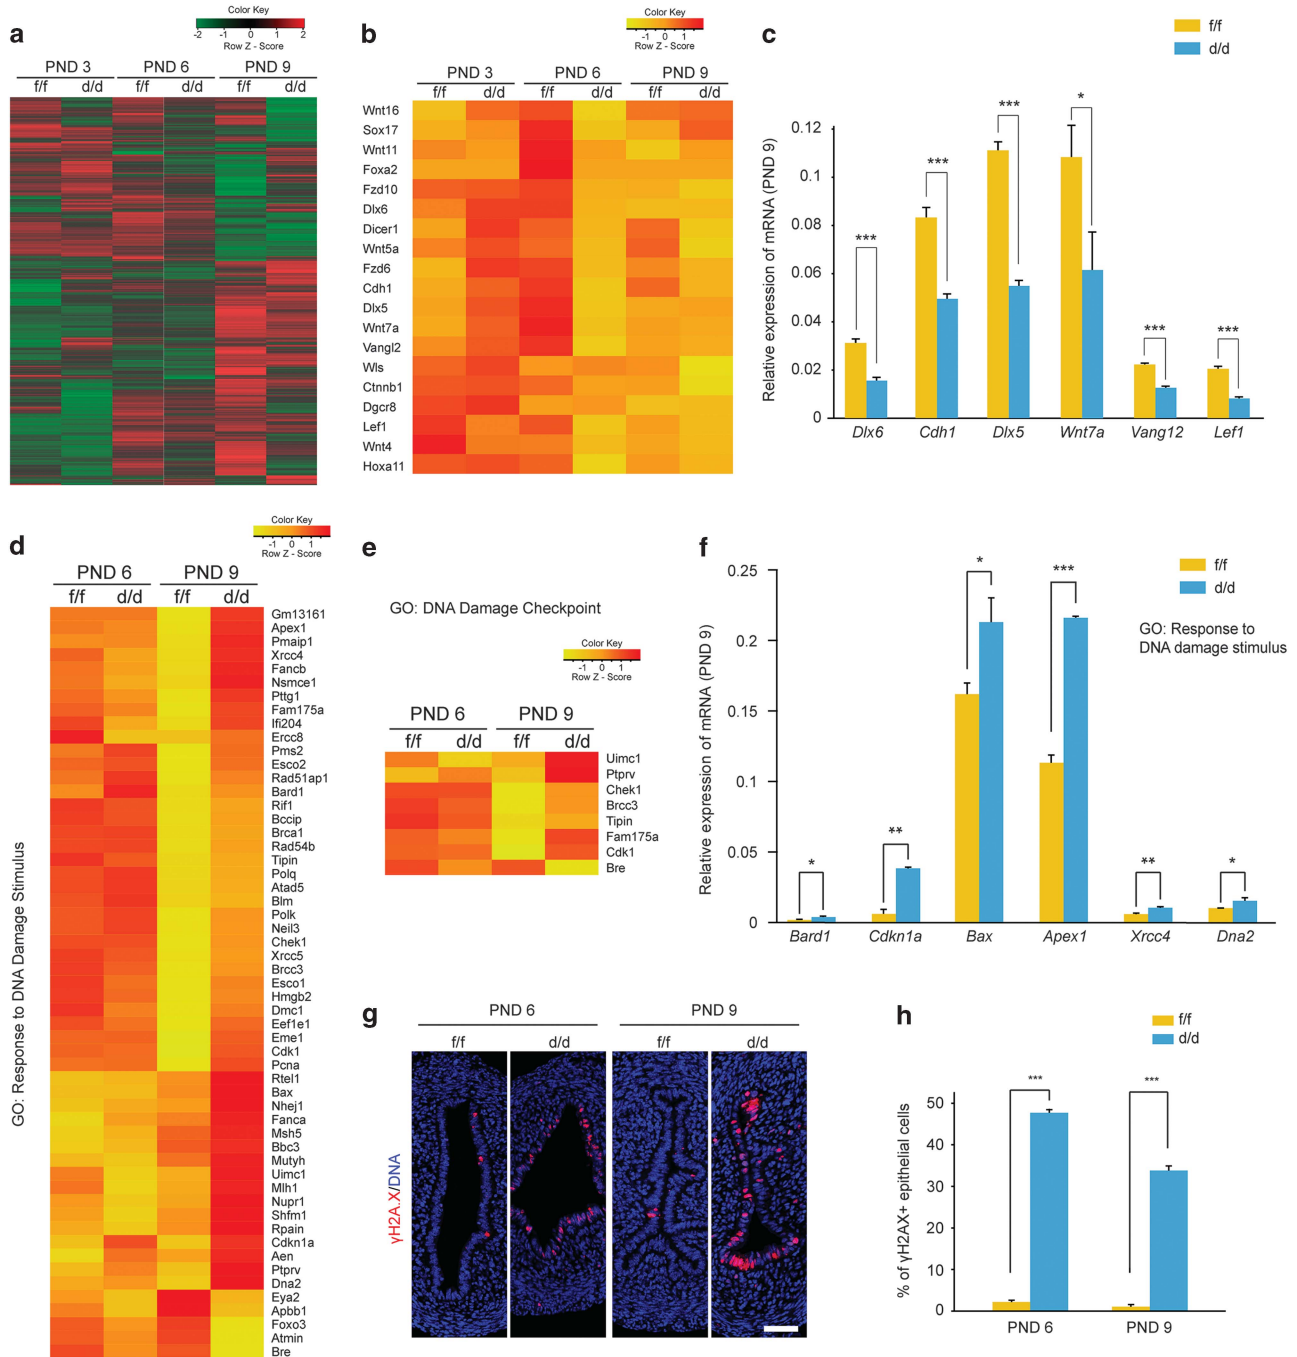 a
Color Key
-2 -1 0 1 2
Row Z - Score
PND 3 PND 6 PND 9
f/f d/d f/f d/d f/f d/d
b
Color Key
-1 0 1
Row Z - Score
PND 3 PND 6 PND 9
f/f d/d f/f d/d f/f d/d
Wnt16
Sox17
Wnt11
Foxa2
Fzd10
Dlx6
Dicer1
Wnt5a
Fzd6
Cdh1
Dlx5
Wnt7a
Vangl2
Wls
Ctnnb1
Dgcr8
Lef1
Wnt4
Hoxa11
c
f/f
d/d
Relative expression of mRNA (PND 9)
0.12
0.1
0.08
0.06
0.04
0.02
0
*** *** *** * *** ***
Dlx6 Cdh1 Dlx5 Wnt7a Vang12 Lef1
d
Color Key
-1 0 1
Row Z - Score
GO: Response to DNA Damage Stimulus
PND 6 PND 9
f/f d/d f/f d/d
Gm13161
Apex1
Pmaip1
Xrcc4
Fancb
Nsmce1
Pttg1
Fam175a
Ifi204
Ercc8
Pms2
Esco2
Rad51ap1
Bard1
Rif1
Bccip
Brca1
Rad54b
Tipin
Polq
Atad5
Blm
Polk
Neil3
Chek1
Xrcc5
Brcc3
Esco1
Hmgb2
Dmc1
Eef1e1
Eme1
Cdk1
Pcna
Rtel1
Bax
Nhej1
Fanca
Msh5
Bbc3
Mutyh
Uimc1
Mlh1
Nupr1
Shfm1
Rpain
Cdkn1a
Aen
Ptprv
Dna2
Eya2
Apbb1
Foxo3
Atmin
Bre
e
GO: DNA Damage Checkpoint
Color Key
-1 0 1
Row Z - Score
PND 6 PND 9
f/f d/d f/f d/d
Uimc1
Ptprv
Chek1
Brcc3
Tipin
Fam175a
Cdk1
Bre
f
f/f
d/d
GO: Response to
DNA damage stimulus
Relative expression of mRNA (PND 9)
0.25
0.2
0.15
0.1
0.05
0
* ** * *** ** *
Bard1 Cdkn1a Bax Apex1 Xrcc4 Dna2
g
PND 6 PND 9
f/f d/d f/f d/d
γH2A.X/DNA
h
f/f
d/d
% of γH2AX+ epithelial cells
50
40
30
20
10
0
*** ***
PND 6 PND 9